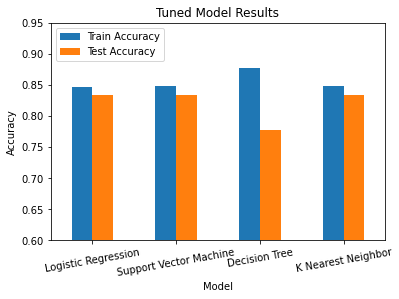 Tuned Model Results
Train Accuracy
Test Accuracy
0.95
0.90
0.85
0.80
0.75
0.70
0.65
0.60
Accuracy
Logistic Regression
Support Vector Machine
Decision Tree
K Nearest Neighbor
Model